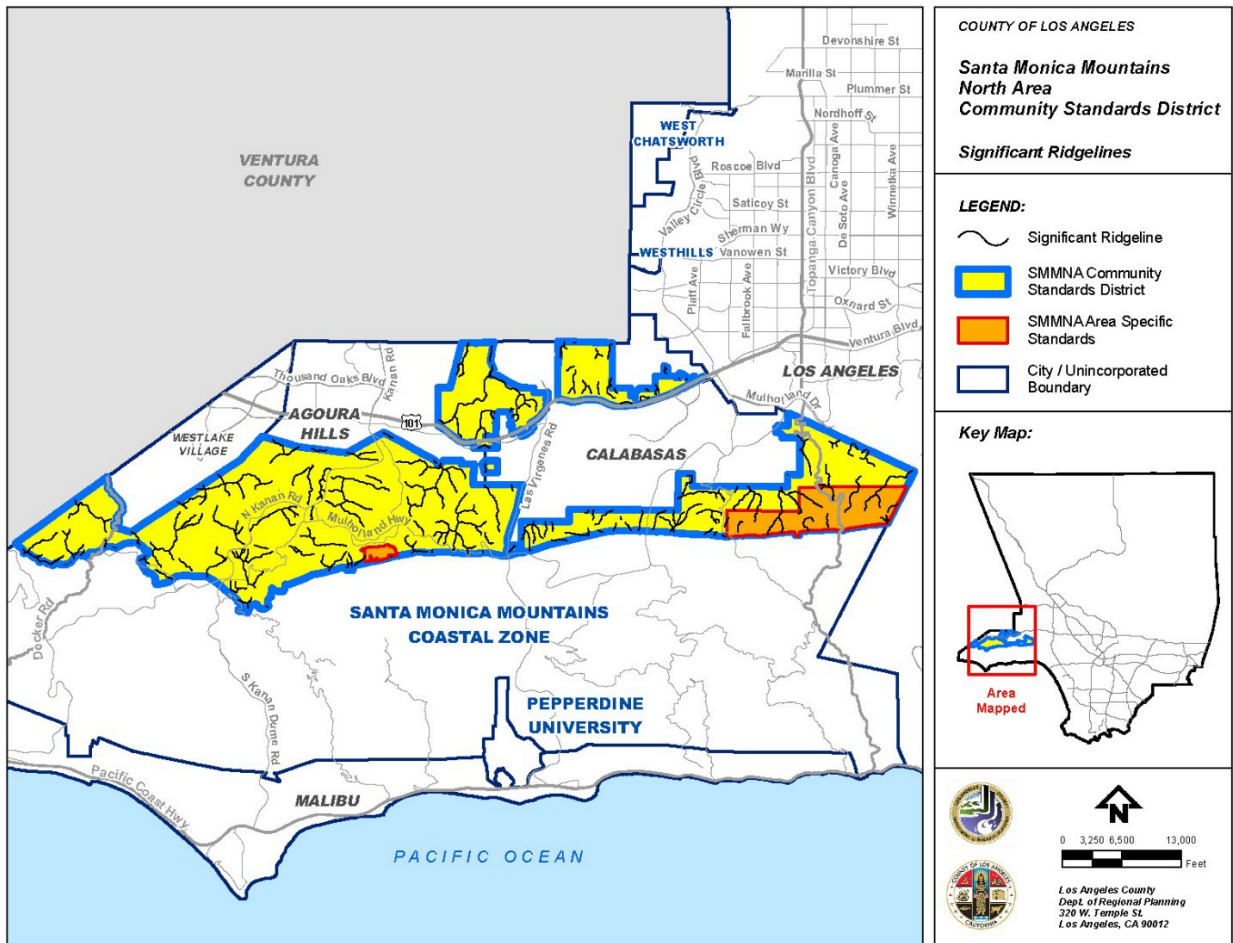 COUNTY OF LOS ANGELES
Santa Monica Mountains
North Area
Community Standards District
Significant Ridgelines
LEGEND:
Significant Ridgeline
SMMNA Community
Standards District
SMMNA Area Specific
Standards
City / Unincorporated
Boundary
Key Map:
Area
Mapped
N
0 3,250 6,500 13,000
Feet
Los Angeles County
Dept. of Regional Planning
320 W. Temple St.
Los Angeles, CA 90012
VENTURA
COUNTY
WEST
CHATSWORTH
WESTHILLS
Devonshire St
Marilla St
Plummer St
Nordhoff St
Roscoe Blvd
Saticoy St
Sherman Wy
Vanowen St
Victory Blvd
Oxnard St
Ventura Blvd
Valley Circle Blvd
Platt Ave
Fallbrook Ave
Topanga Canyon Blvd
Canoga Ave
De Soto Ave
Winnetka Ave
LOS ANGELES
Mulholland Dr
Thousand Oaks Blvd
Kanan Rd
101
AGOURA
HILLS
WESTLAKE
VILLAGE
Las Virgenes Rd
CALABASAS
N Kanan Rd
Mulholland Hwy
Decker Rd
SANTA MONICA MOUNTAINS
COASTAL ZONE
S Kanan Dume Rd
PEPPERDINE
UNIVERSITY
Pacific Coast Hwy
MALIBU
PACIFIC OCEAN